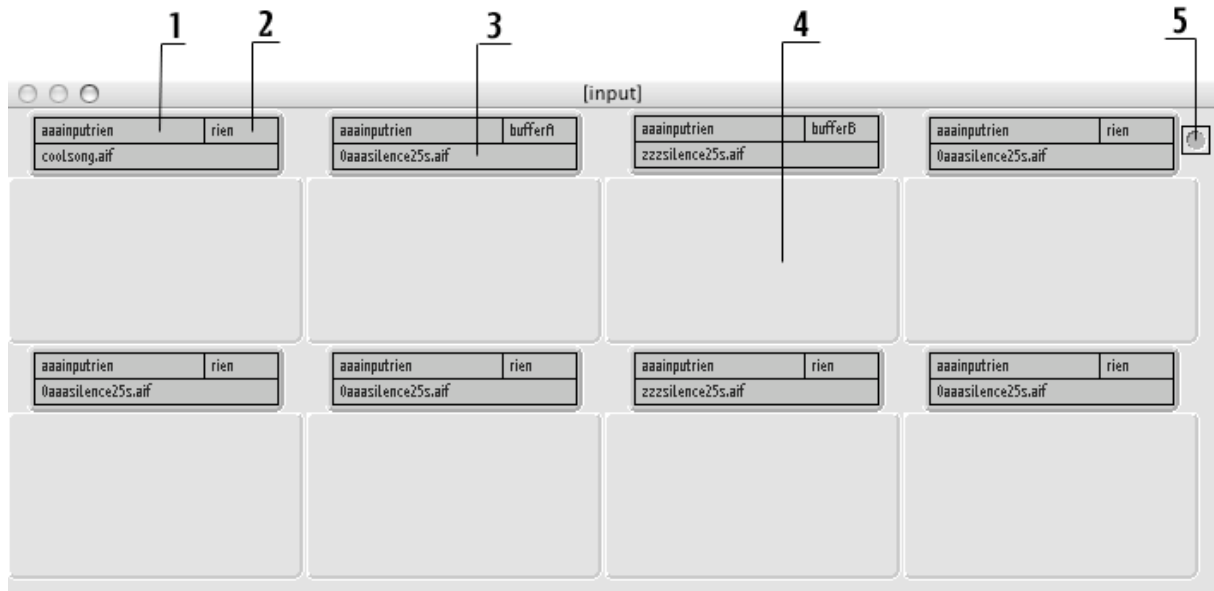 1 2 3 4 5
[input]
aaainputrien rien aaainputrien bufferA aaainputrien bufferB aaainputrien rien
coolsong.aif 0aaasilence25s.aif zzzsilence25s.aif 0aaasilence25s.aif
aaainputrien rien aaainputrien rien aaainputrien rien aaainputrien rien
0aaasilence25s.aif 0aaasilence25s.aif zzzsilence25s.aif 0aaasilence25s.aif